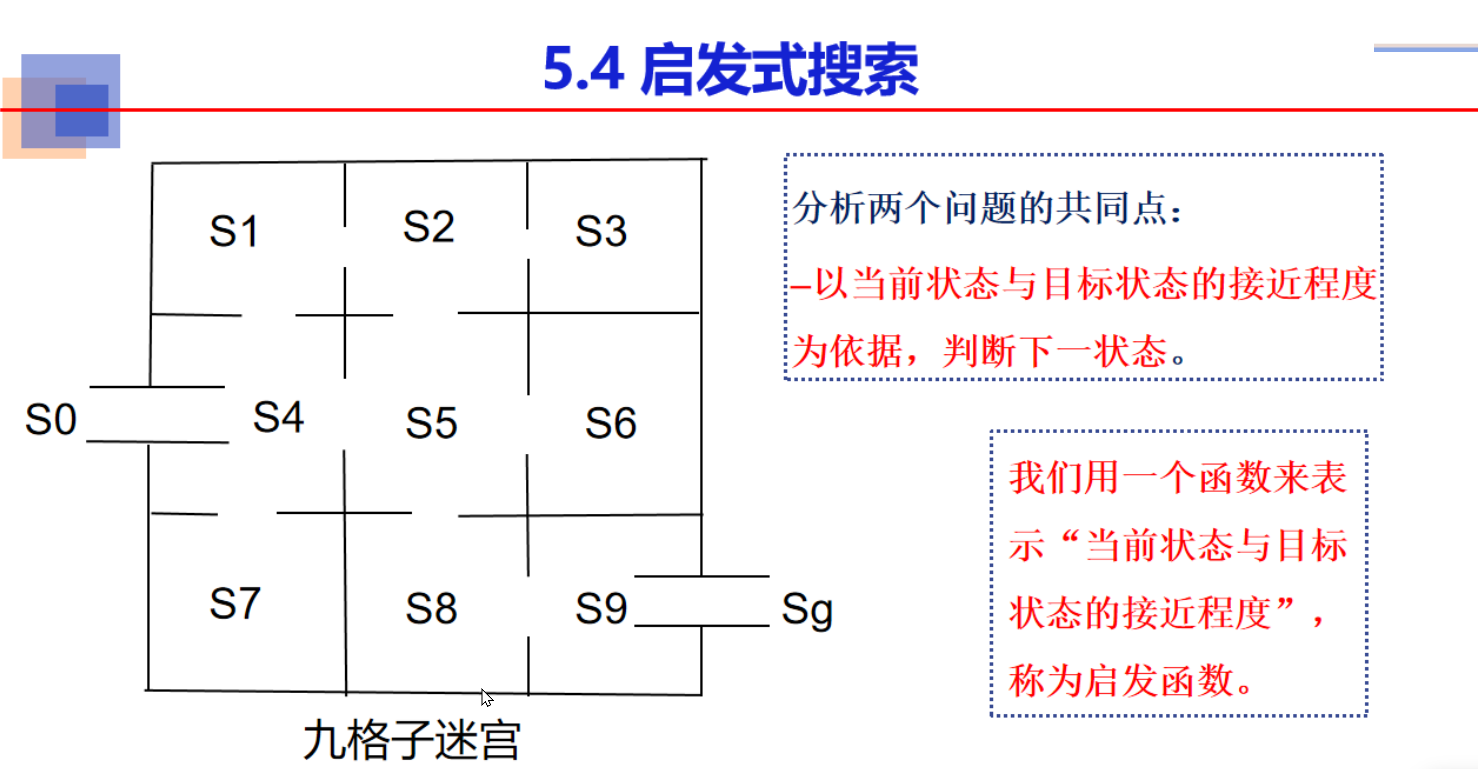 5.4 启发式搜索
S1
S2
S3
S0
S4
S5
S6
S7
S8
S9
Sg
九格子迷宫
分析两个问题的共同点：
–以当前状态与目标状态的接近程度
为依据，判断下一状态。
我们用一个函数来表
示“当前状态与目标
状态的接近程度”，
称为启发函数。